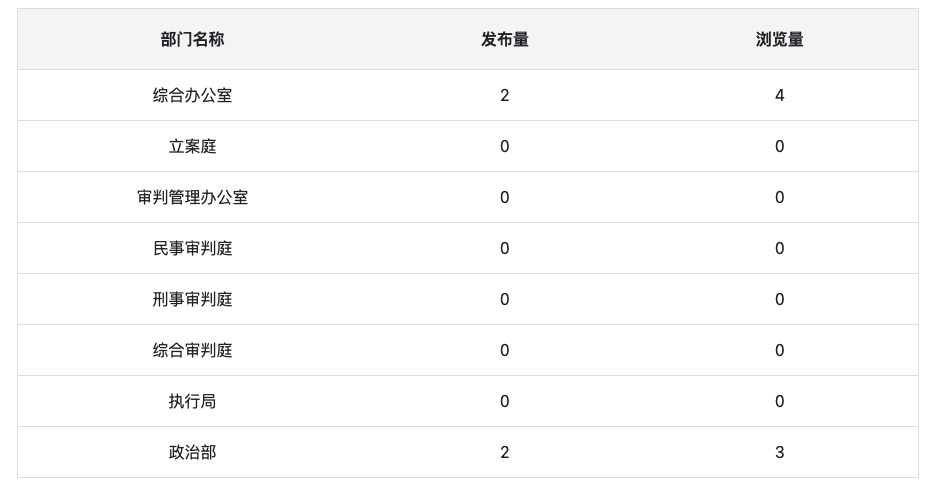 部门名称 发布量 浏览量
综合办公室 2 4
立案庭 0 0
审判管理办公室 0 0
民事审判庭 0 0
刑事审判庭 0 0
综合审判庭 0 0
执行局 0 0
政治部 2 3